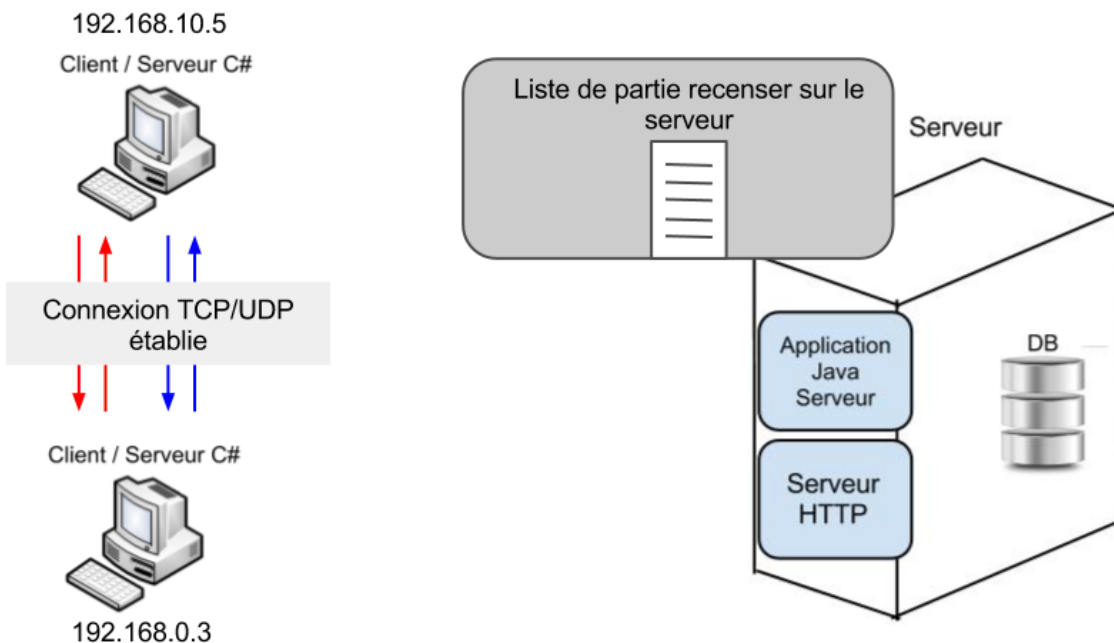 192.168.10.5
Client / Serveur C#
Connexion TCP/UDP
établie
Client / Serveur C#
192.168.0.3
Liste de partie recenser sur le
serveur
Serveur
Application
Java
Serveur
Serveur
HTTP
DB